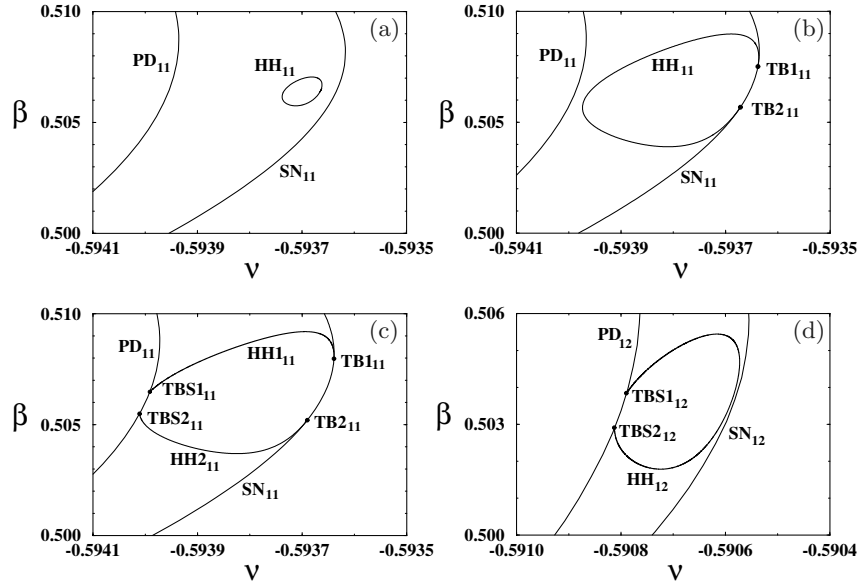 (a)
0.510
0.505
0.500
β
PD11
HH11
SN11
-0.5941 -0.5939 -0.5937 -0.5935
ν
(b)
0.510
0.505
0.500
β
PD11
HH11
TB111
TB211
SN11
-0.5941 -0.5939 -0.5937 -0.5935
ν
(c)
0.510
0.505
0.500
β
PD11
HH111
TB111
TBS111
TBS211
TB211
HH211
SN11
-0.5941 -0.5939 -0.5937 -0.5935
ν
(d)
0.506
0.503
0.500
β
PD12
TBS112
TBS212
SN12
HH12
-0.5910 -0.5908 -0.5906 -0.5904
ν